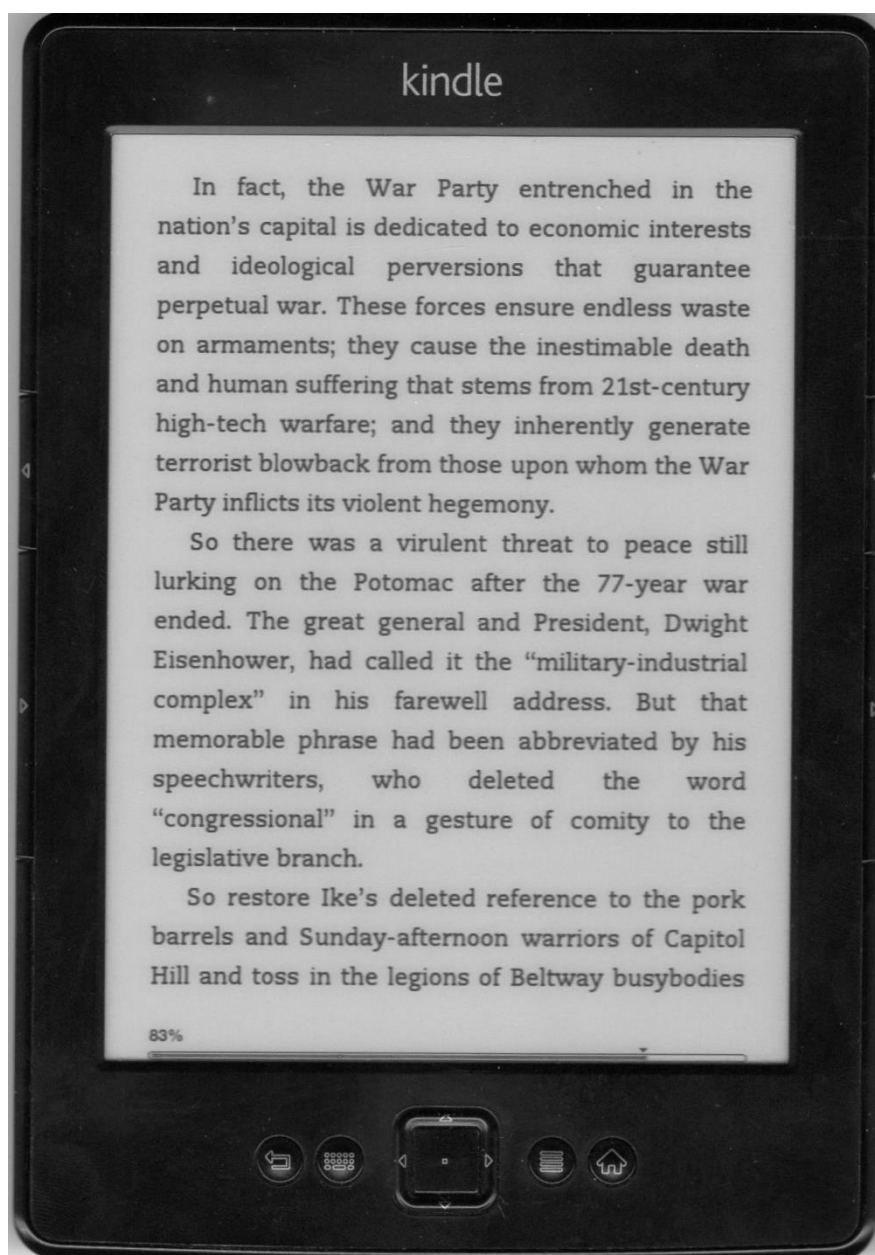 kindle
In fact, the War Party entrenched in the
nation’s capital is dedicated to economic interests
and ideological perversions that guarantee
perpetual war. These forces ensure endless waste
on armaments; they cause the inestimable death
and human suffering that stems from 21st-century
high-tech warfare; and they inherently generate
terrorist blowback from those upon whom the War
Party inflicts its violent hegemony.
So there was a virulent threat to peace still
lurking on the Potomac after the 77-year war
ended. The great general and President, Dwight
Eisenhower, had called it the “military-industrial
complex” in his farewell address. But that
memorable phrase had been abbreviated by his
speechwriters, who deleted the word
“congressional” in a gesture of comity to the
legislative branch.
So restore Ike’s deleted reference to the pork
barrels and Sunday-afternoon warriors of Capitol
Hill and toss in the legions of Beltway busybodies
83%